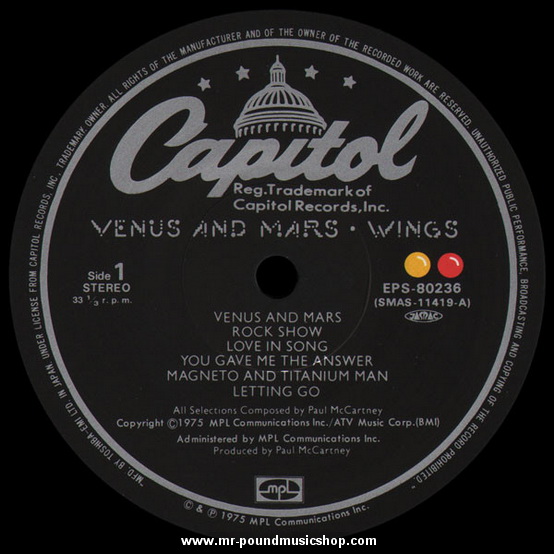 "MFD. BY TOSHIBA-EMI LTD. IN JAPAN, UNDER LICENSE FROM CAPITOL RECORDS, INC., TRADEMARK OWNER. ALL RIGHTS OF THE MANUFACTURER AND OF THE OWNER OF THE RECORDED WORK ARE RESERVED. UNAUTHORIZED PUBLIC PERFORMANCE, BROADCASTING AND COPYING OF THE RECORDING PROHIBITED."
Capitol
Reg.Trademark of
Capitol Records,Inc.
VENUS AND MARS • WINGS
Side 1
STEREO
33 1/3 r.p.m.
EPS-80236
(SMAS-11419-A)
JASRAC
VENUS AND MARS
ROCK SHOW
LOVE IN SONG
YOU GAVE ME THE ANSWER
MAGNETO AND TITANIUM MAN
LETTING GO
All Selections Composed by Paul McCartney
Copyright ©1975 MPL Communications Inc./ATV Music Corp.(BMI)
Administered by MPL Communications Inc.
Produced by Paul McCartney
mpl
© & ℗ 1975 MPL Communications Inc.
www.mr-poundmusicshop.com